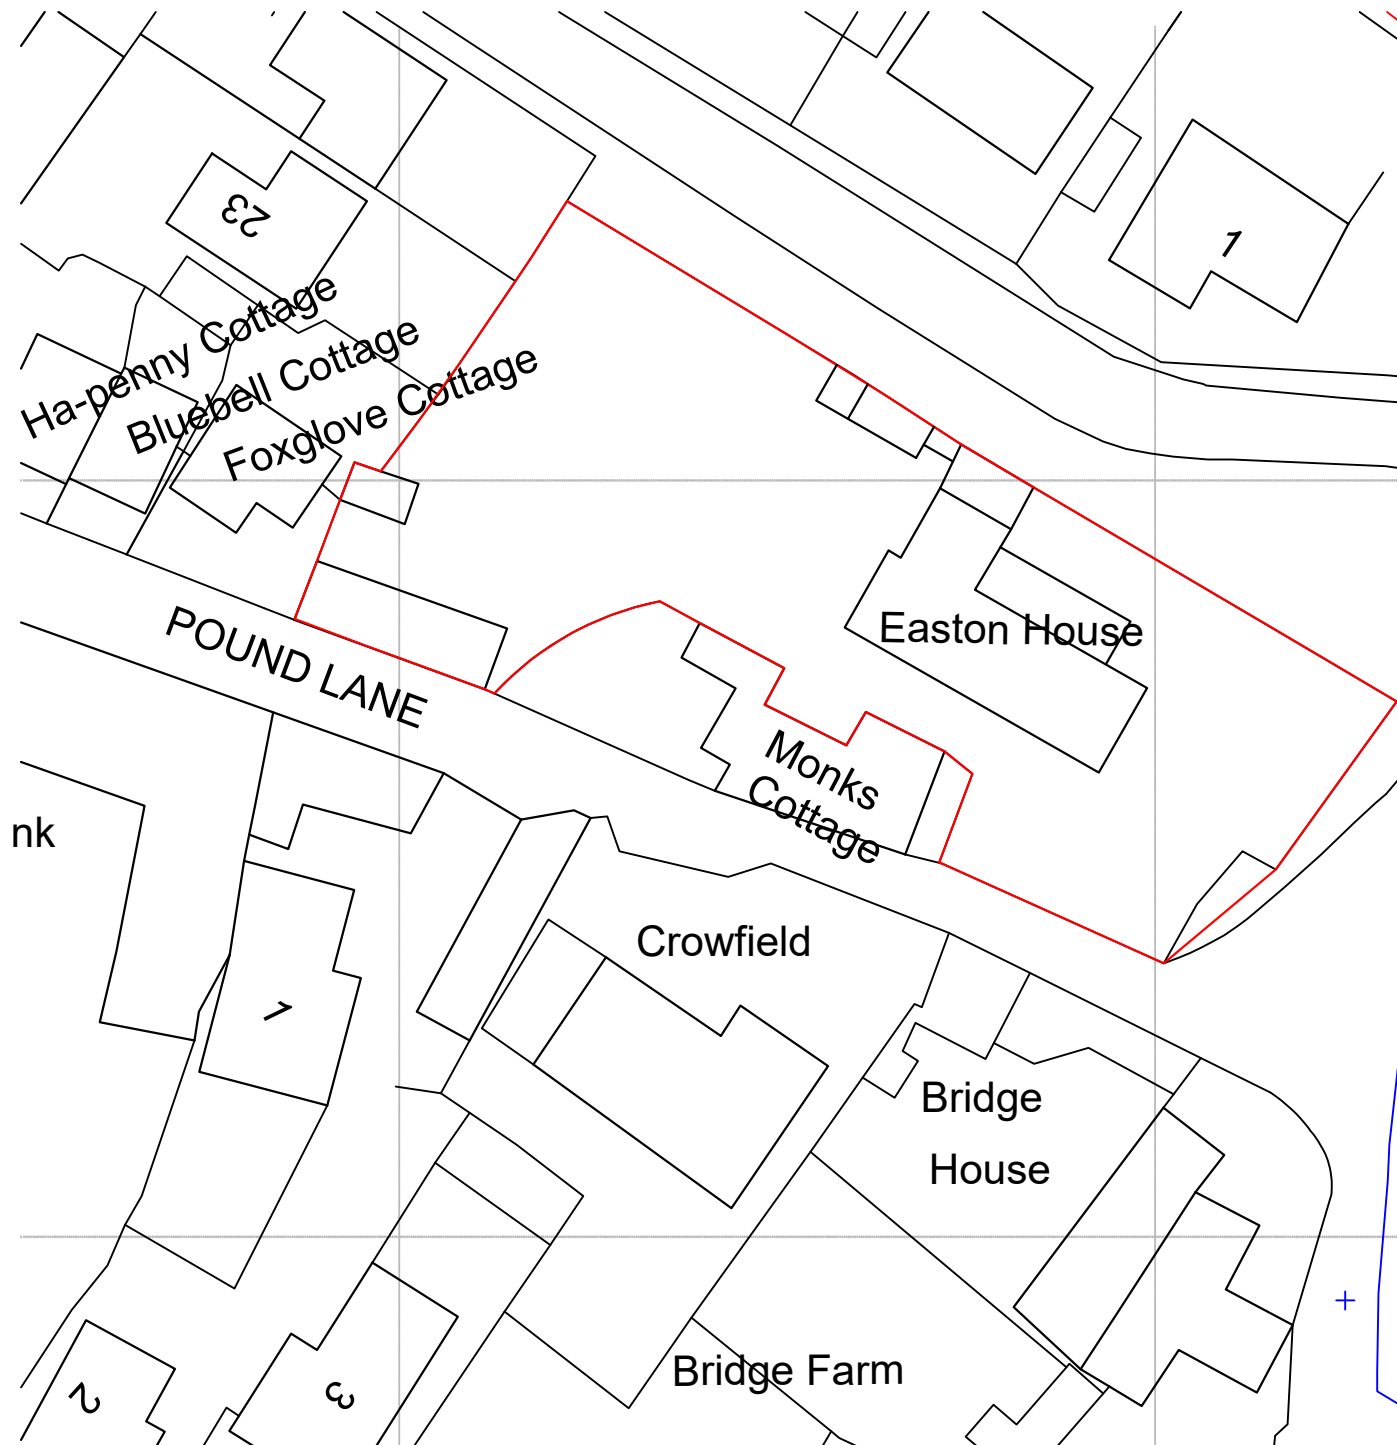 23
1
Ha-penny Cottage
Bluebell Cottage
Foxglove Cottage
Easton House
POUND LANE
Monks
Cottage
nk
Crowfield
1
Bridge
House
Bridge Farm
2
3